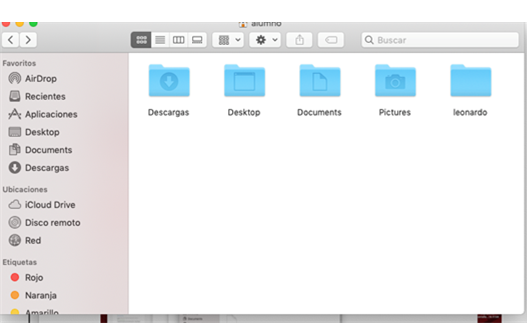 alumno
Buscar
Favoritos
AirDrop
Recientes
Aplicaciones
Desktop
Documents
Descargas
Ubicaciones
iCloud Drive
Disco remoto
Red
Etiquetas
Rojo
Naranja
Amarillo
Descargas Desktop Documents Pictures leonardo